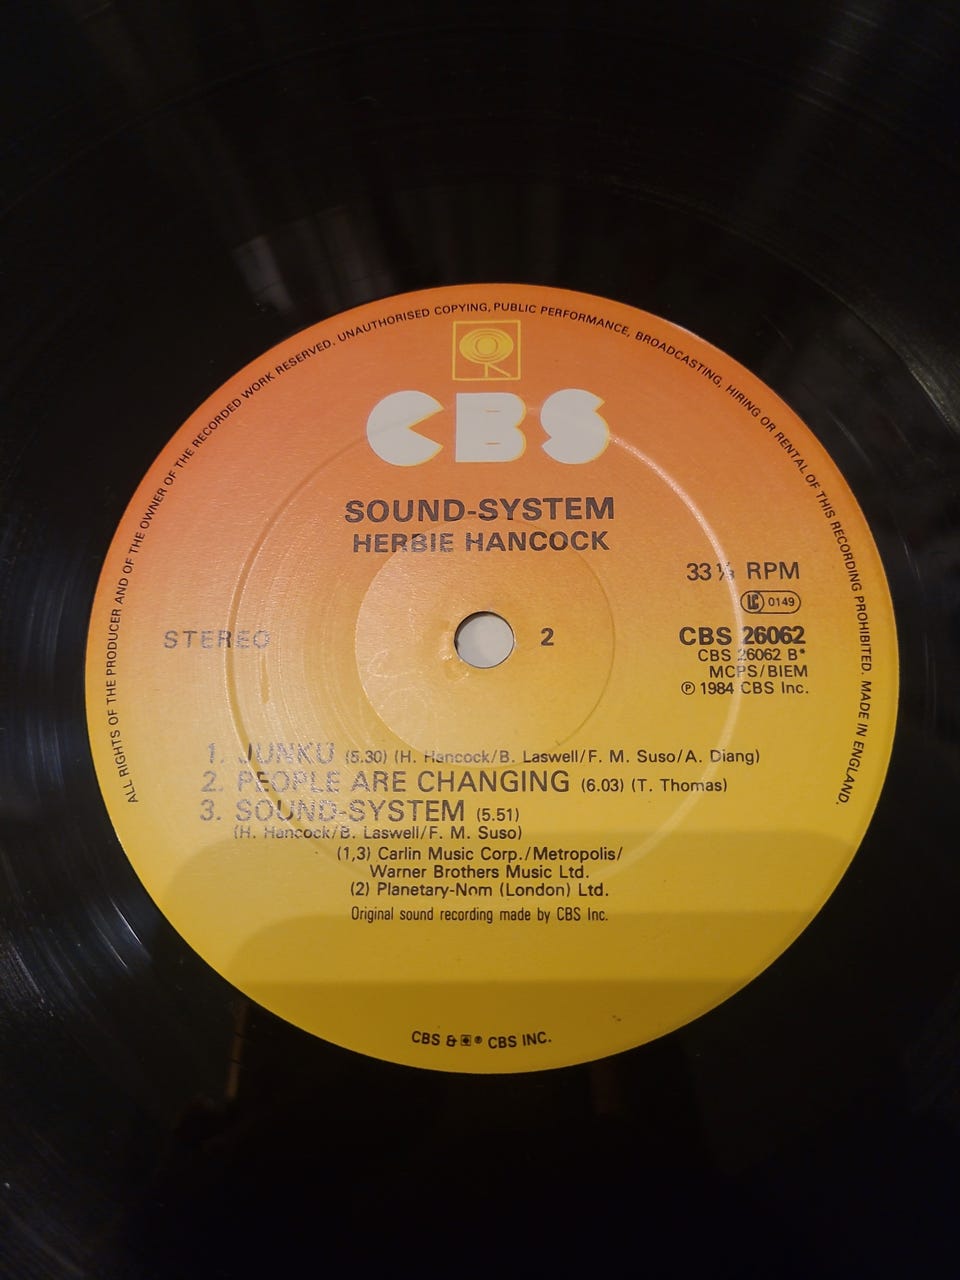 ALL RIGHTS OF THE PRODUCER AND OF THE OWNER OF THE RECORDED WORK RESERVED. UNAUTHORISED COPYING, PUBLIC PERFORMANCE, BROADCASTING, HIRING OR RENTAL OF THIS RECORDING PROHIBITED. MADE IN ENGLAND.
CBS
SOUND-SYSTEM
HERBIE HANCOCK
33 ⅓ RPM
LC 0149
STEREO
2
CBS 26062
CBS 26062 B*
MCPS/BIEM
Ⓟ 1984 CBS Inc.
1. JUNKU (5.30) (H. Hancock/B. Laswell/F. M. Suso/A. Diang)
2. PEOPLE ARE CHANGING (6.03) (T. Thomas)
3. SOUND-SYSTEM (5.51)
(H. Hancock/B. Laswell/F. M. Suso)
(1,3) Carlin Music Corp./Metropolis/
Warner Brothers Music Ltd.
(2) Planetary-Nom (London) Ltd.
Original sound recording made by CBS Inc.
CBS & ® CBS INC.